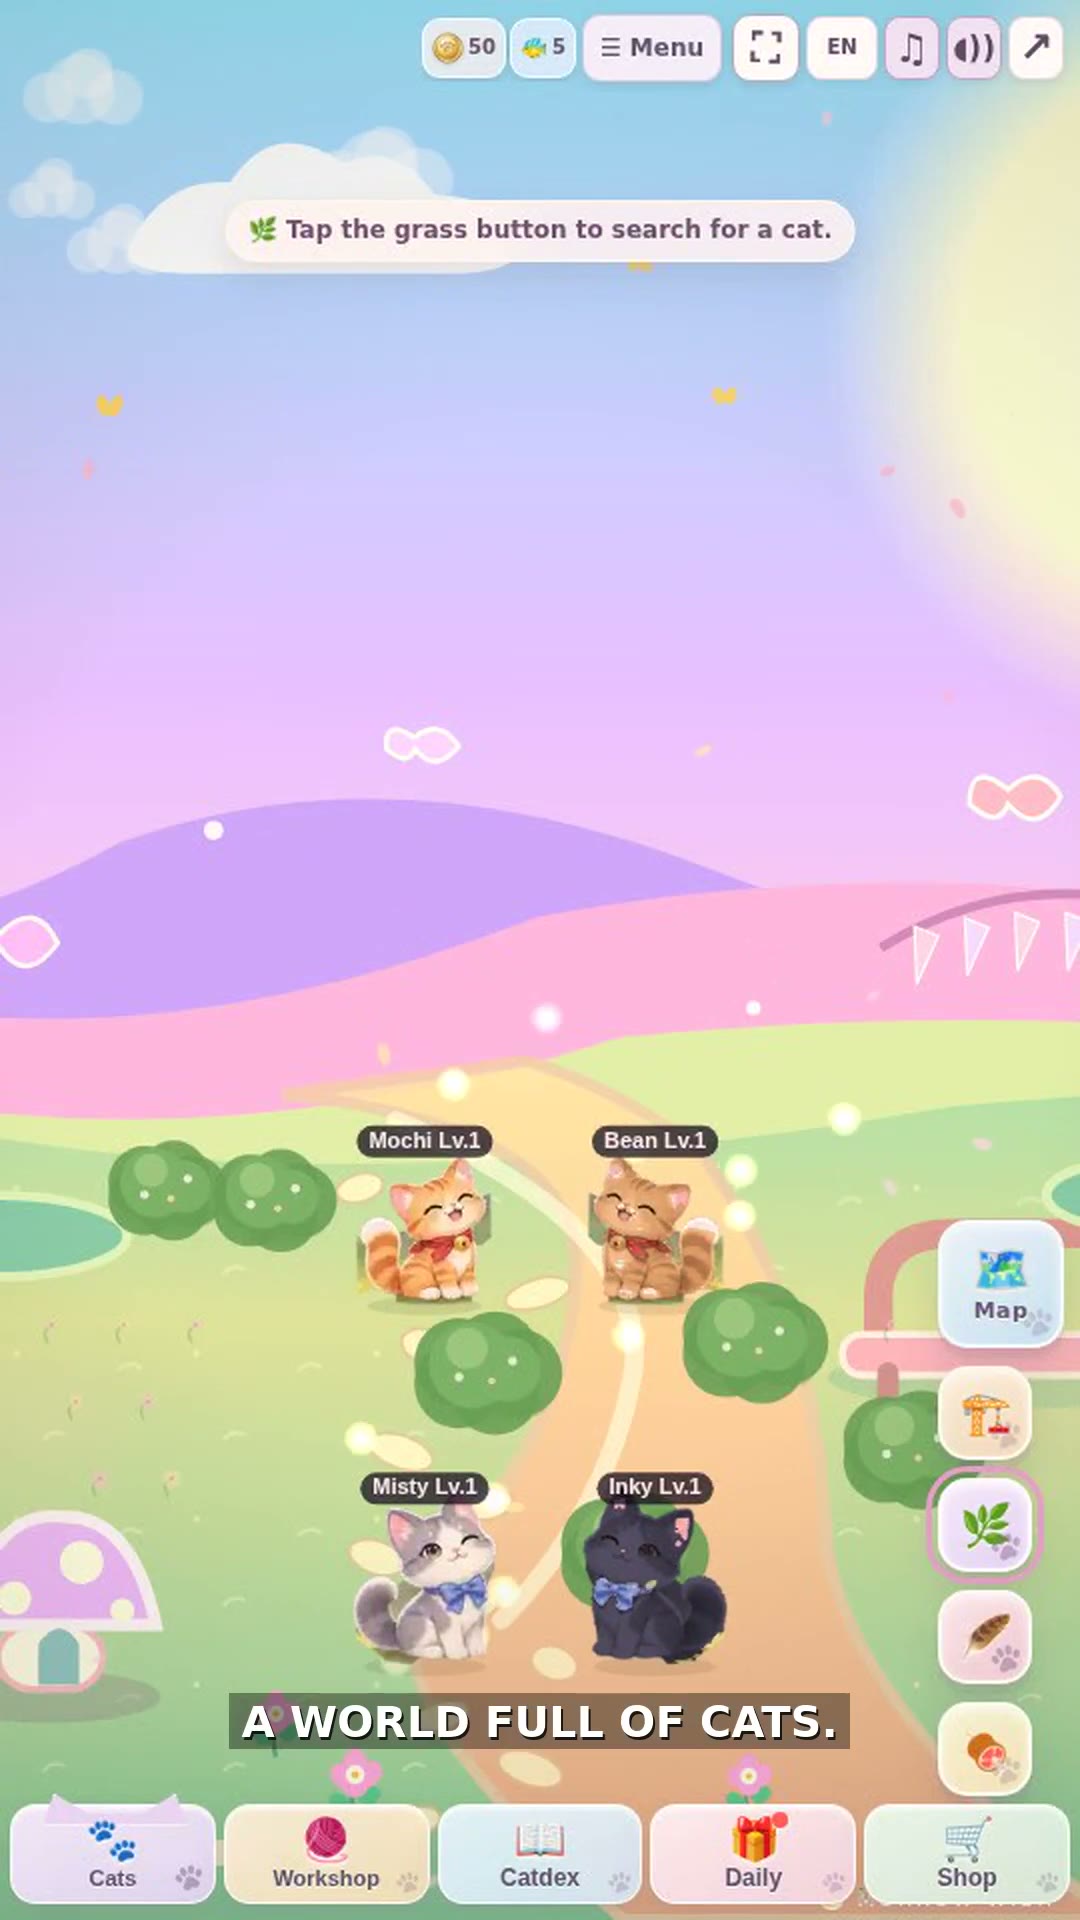 50
5
☰ Menu
EN
Tap the grass button to search for a cat.
Mochi Lv.1
Bean Lv.1
Map
Misty Lv.1
Inky Lv.1
A WORLD FULL OF CATS.
Cats
Workshop
Catdex
Daily
Shop